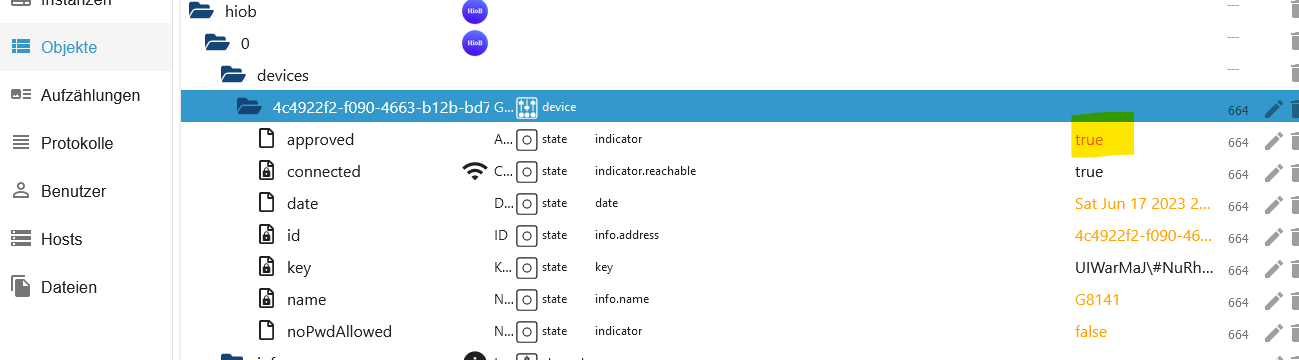 hiob HioB ---
Objekte 0 HioB ---
devices ---
Aufzählungen 4c4922f2-f090-4663-b12b-bd7 G... device 664
approved A... state indicator true 664
Protokolle
connected C... state indicator.reachable true 664
Benutzer date D... state date Sat Jun 17 2023 2... 664
Hosts id ID state info.address 4c4922f2-f090-46... 664
key K... state key UIWarMaJ\#NuRh... 664
Dateien
name N... state info.name G8141 664
noPwdAllowed N... state indicator false 664